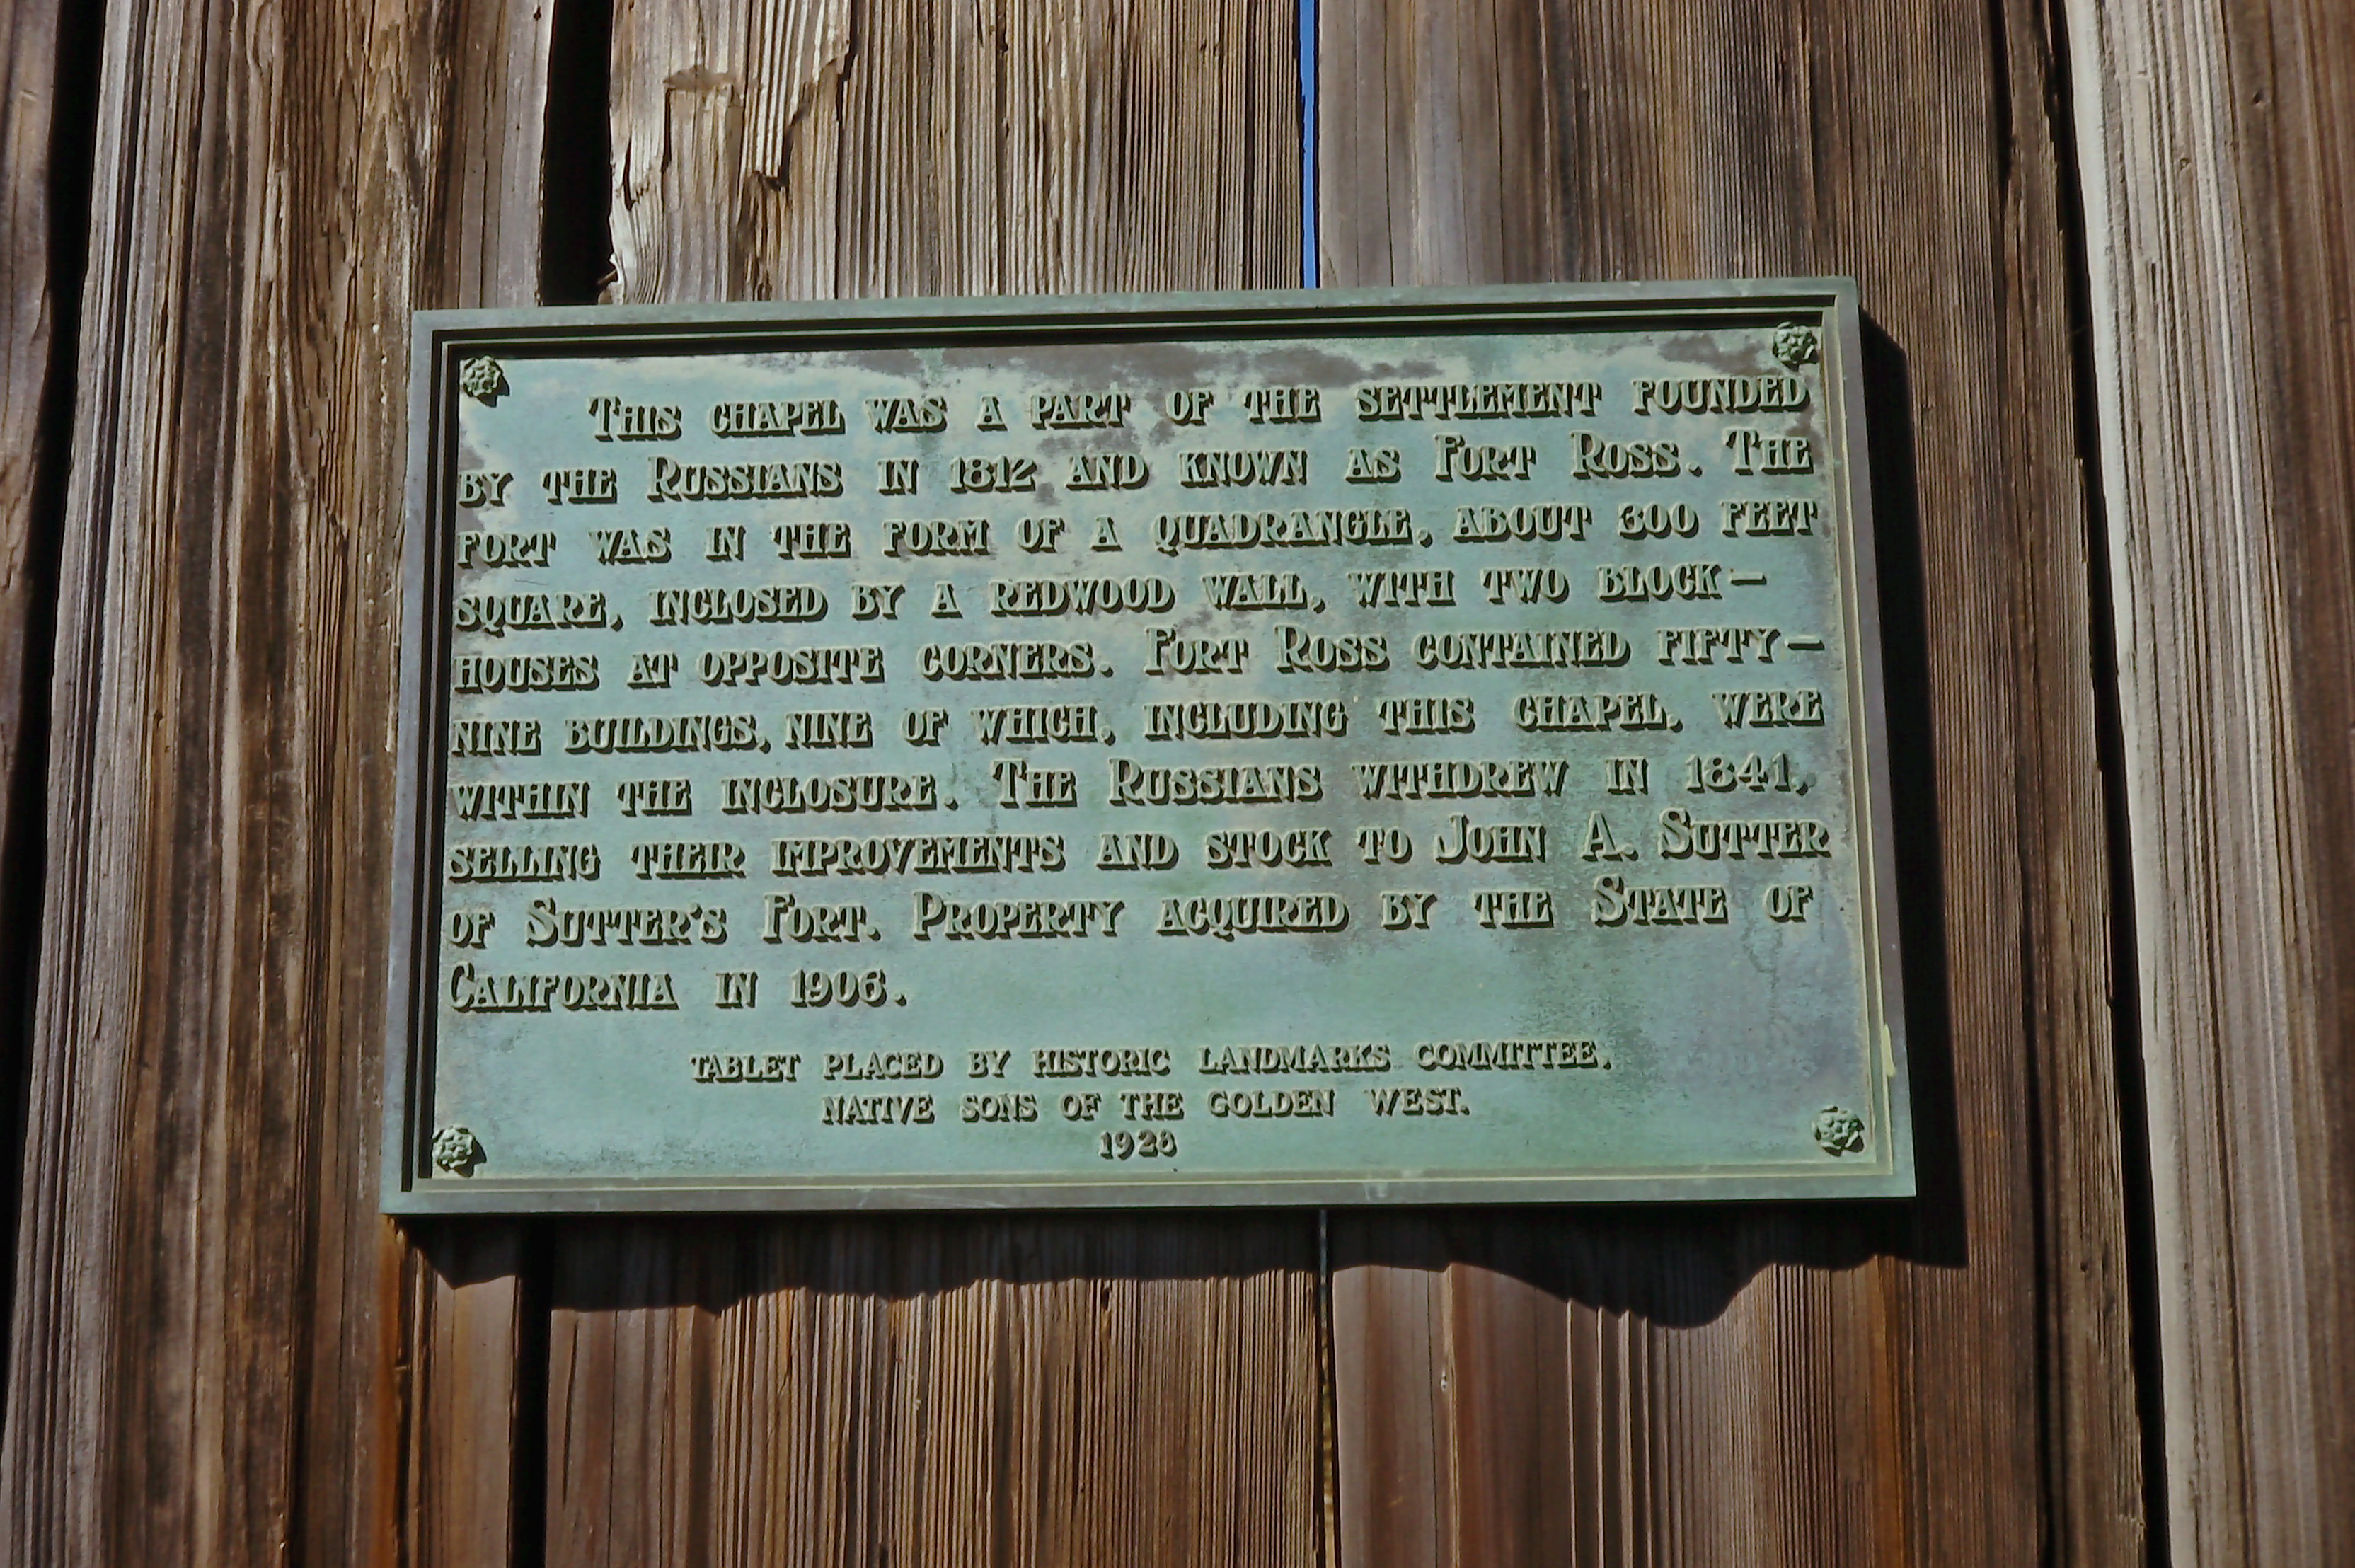 This chapel was a part of the settlement founded
by the Russians in 1812 and known as Fort Ross. The
fort was in the form of a quadrangle, about 300 feet
square, inclosed by a redwood wall, with two block-
houses at opposite corners. Fort Ross contained fifty-
nine buildings, nine of which, including this chapel, were
within the inclosure. The Russians withdrew in 1841,
selling their improvements and stock to John A. Sutter
of Sutter's Fort. Property acquired by the State of
California in 1906.
TABLET PLACED BY HISTORIC LANDMARKS COMMITTEE,
NATIVE SONS OF THE GOLDEN WEST.
1928